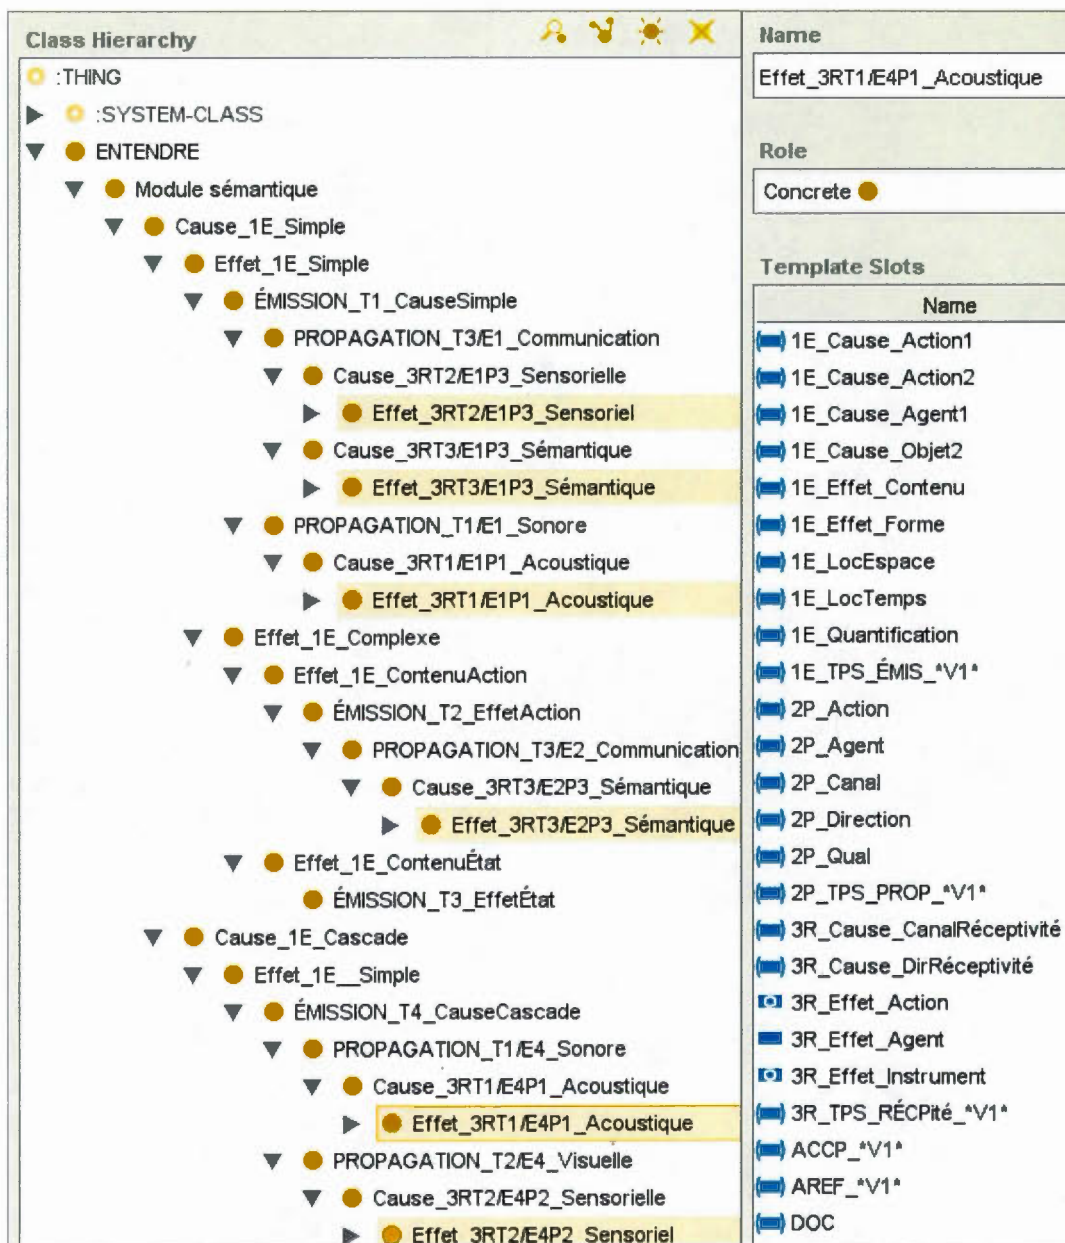 Class Hierarchy
:THING
:SYSTEM-CLASS
ENTENDRE
Module sémantique
Cause_1E_Simple
Effet_1E_Simple
ÉMISSION_T1_CauseSimple
PROPAGATION_T3/E1_Communication
Cause_3RT2/E1P3_Sensorielle
Effet_3RT2/E1P3_Sensoriel
Cause_3RT3/E1P3_Sémantique
Effet_3RT3/E1P3_Sémantique
PROPAGATION_T1/E1_Sonore
Cause_3RT1/E1P1_Acoustique
Effet_3RT1/E1P1_Acoustique
Effet_1E_Complexe
Effet_1E_ContenuAction
ÉMISSION_T2_EffetAction
PROPAGATION_T3/E2_Communication
Cause_3RT3/E2P3_Sémantique
Effet_3RT3/E2P3_Sémantique
Effet_1E_ContenuÉtat
ÉMISSION_T3_EffetÉtat
Cause_1E_Cascade
Effet_1E__Simple
ÉMISSION_T4_CauseCascade
PROPAGATION_T1/E4_Sonore
Cause_3RT1/E4P1_Acoustique
Effet_3RT1/E4P1_Acoustique
PROPAGATION_T2/E4_Visuelle
Cause_3RT2/E4P2_Sensorielle
Effet_3RT2/E4P2_Sensoriel
Name
Effet_3RT1/E4P1_Acoustique
Role
Concrete
Template Slots
Name
1E_Cause_Action1
1E_Cause_Action2
1E_Cause_Agent1
1E_Cause_Objet2
1E_Effet_Contenu
1E_Effet_Forme
1E_LocEspace
1E_LocTemps
1E_Quantification
1E_TPS_ÉMIS_*V1*
2P_Action
2P_Agent
2P_Canal
2P_Direction
2P_Qual
2P_TPS_PROP_*V1*
3R_Cause_CanalRéceptivité
3R_Cause_DirRéceptivité
3R_Effet_Action
3R_Effet_Agent
3R_Effet_Instrument
3R_TPS_RÉCPité_*V1*
ACCP_*V1*
AREF_*V1*
DOC